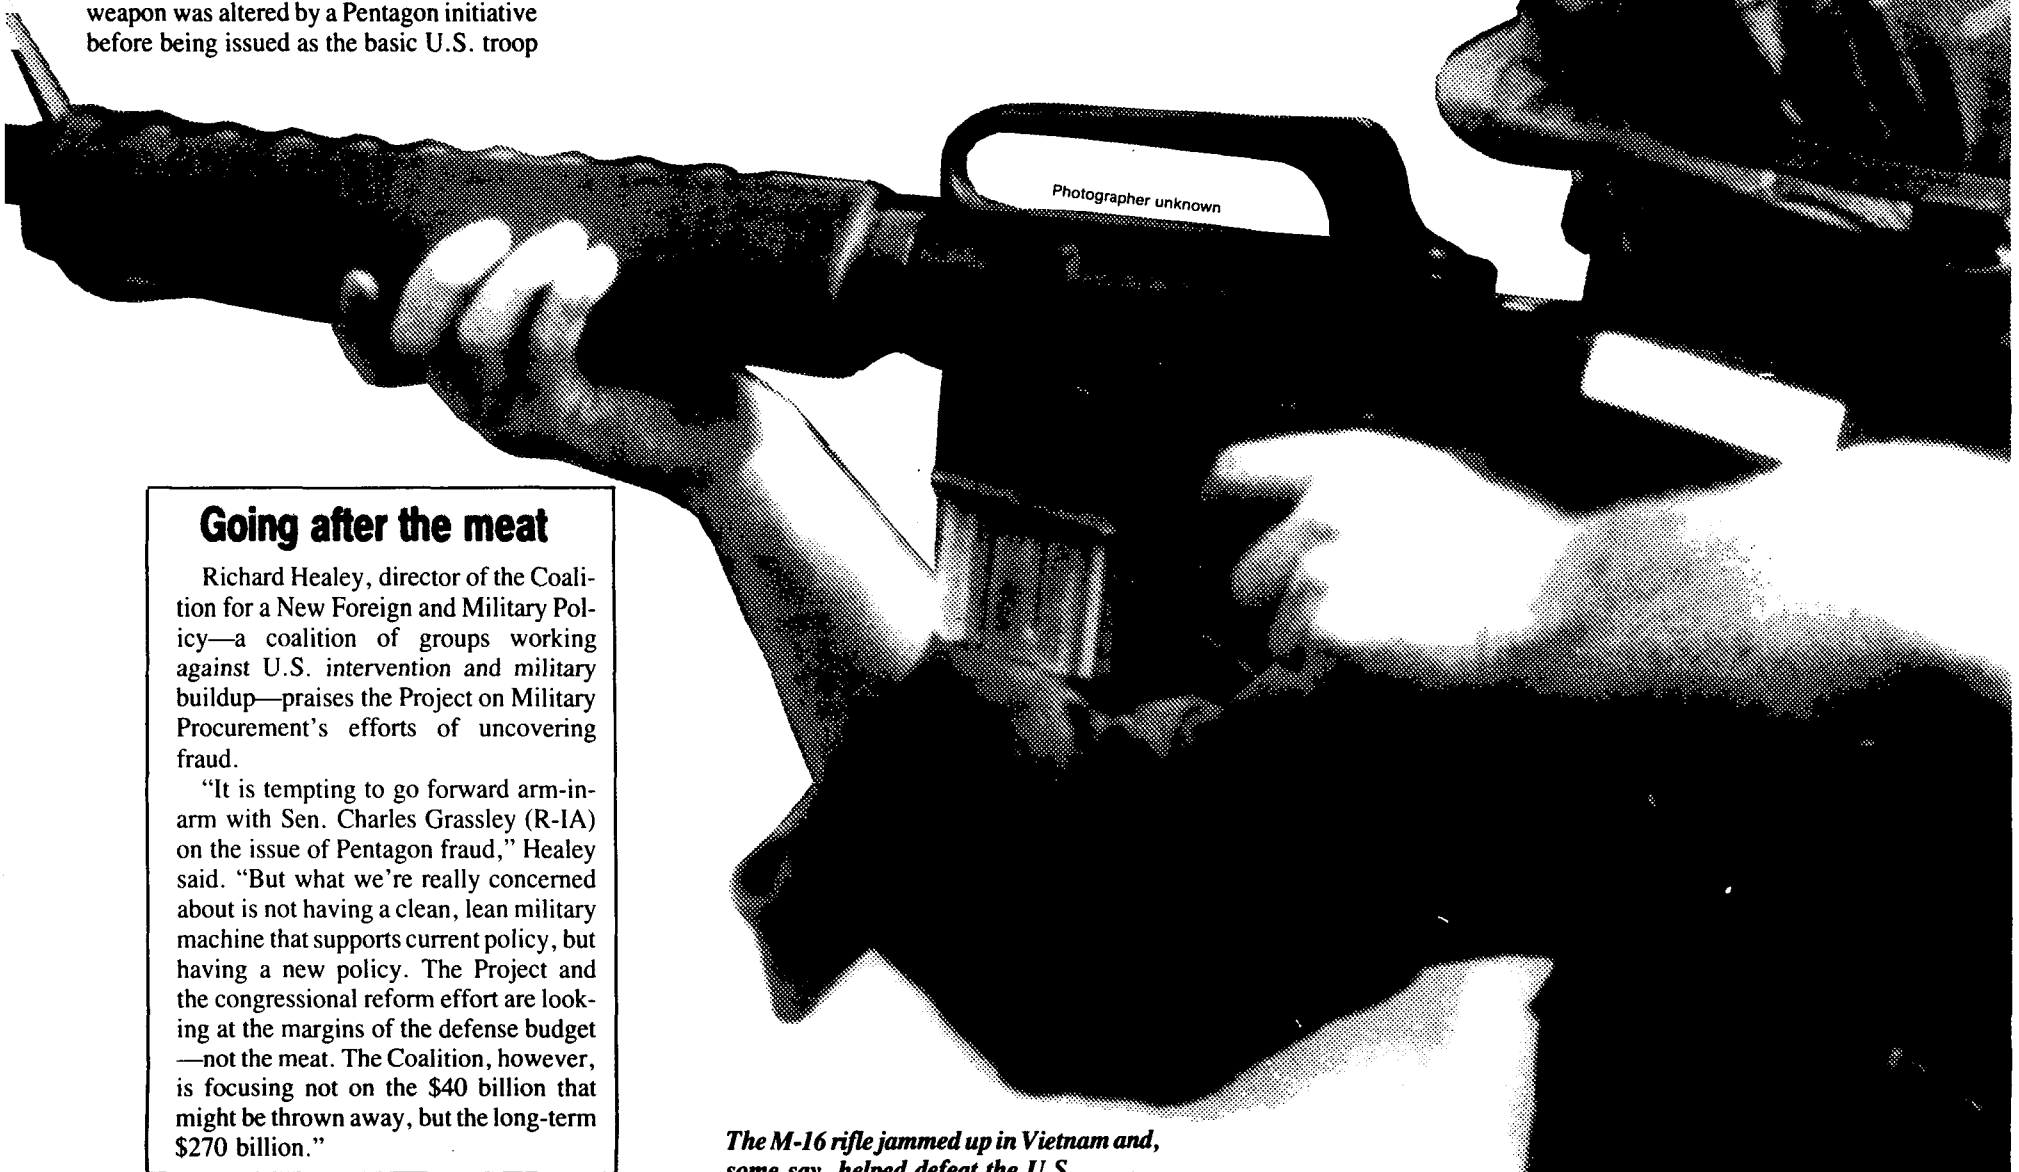 weapon was altered by a Pentagon initiative
before being issued as the basic U.S. troop
Photographer unknown
Going after the meat
Richard Healey, director of the Coali-
tion for a New Foreign and Military Pol-
icy—a coalition of groups working
against U.S. intervention and military
buildup—praises the Project on Military
Procurement's efforts of uncovering
fraud.
“It is tempting to go forward arm-in-
arm with Sen. Charles Grassley (R-IA)
on the issue of Pentagon fraud,” Healey
said. “But what we're really concerned
about is not having a clean, lean military
machine that supports current policy, but
having a new policy. The Project and
the congressional reform effort are look-
ing at the margins of the defense budget
—not the meat. The Coalition, however,
is focusing not on the $40 billion that
might be thrown away, but the long-term
$270 billion.”
The M-16 rifle jammed up in Vietnam and,
some say, helped defeat the U.S.